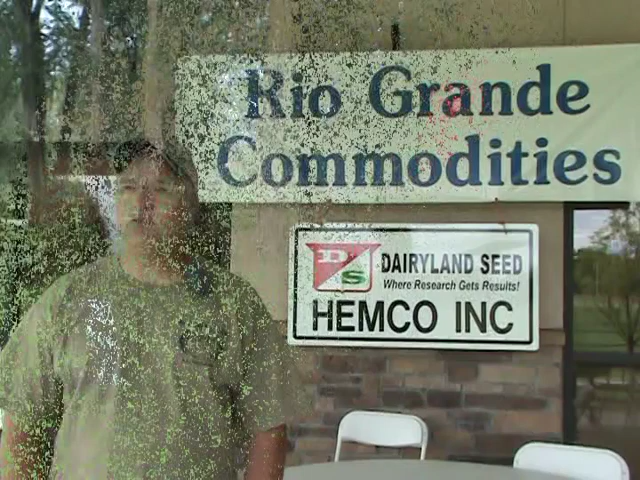 Rio Grande
Commodities
DS
DAIRYLAND SEED
Where Research Gets Results!
HEMCO INC